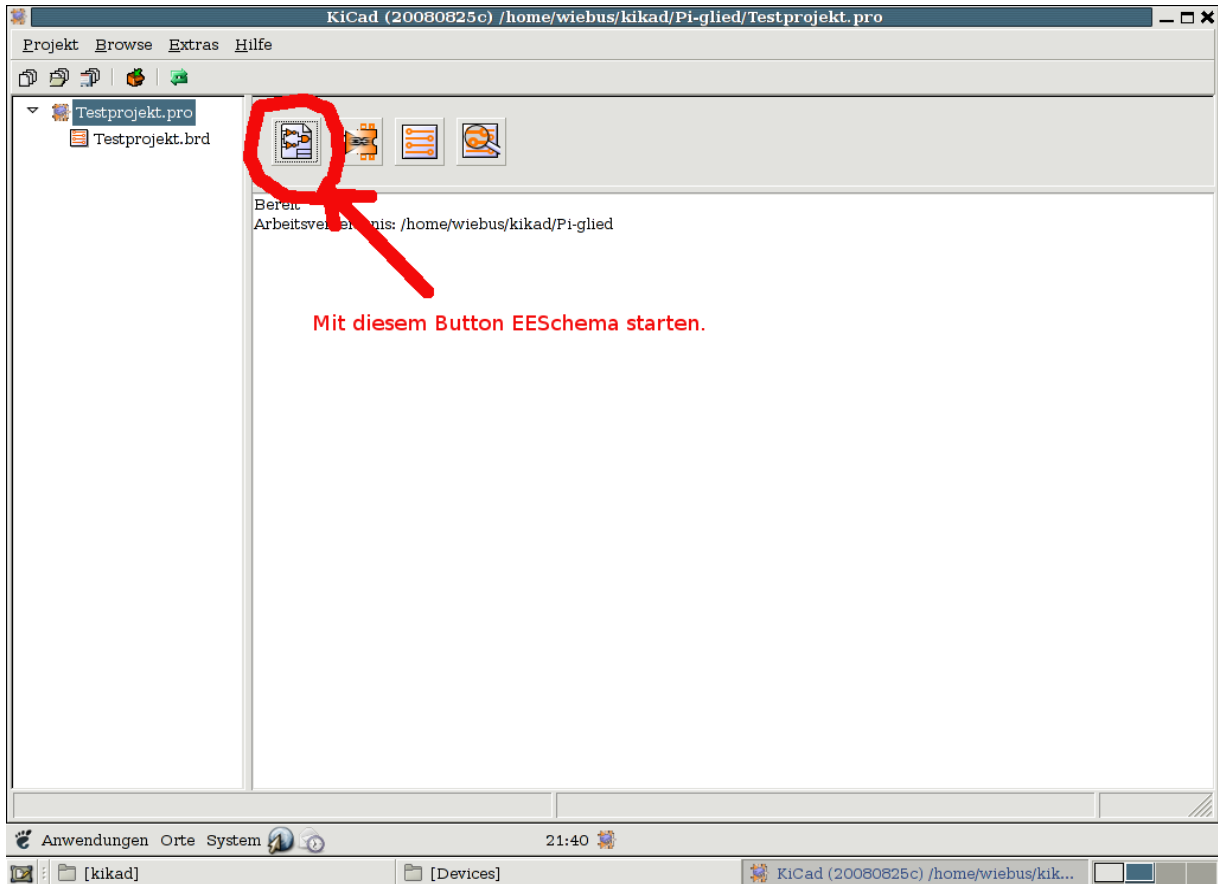 KiCad (20080825c) /home/wiebus/kikad/Pi-glied/Testprojekt.pro
Projekt Browse Extras Hilfe
Testprojekt.pro
Testprojekt.brd
Bereit
/home/wiebus/kikad/Pi-glied
Mit diesem Button EESchema starten.
Anwendungen Orte System 21:40
[kikad] [Devices] KiCad (20080825c) /home/wiebus/kik...